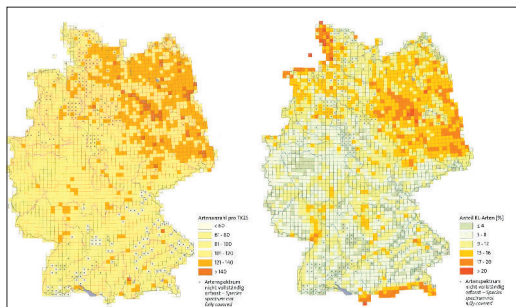 Artenanzahl pro TK25
≤ 60
61 - 80
81 - 100
101 - 120
121 - 140
> 140
Artenspektrum
nicht vollständig
erfasst – Species
spectrum not
fully covered
Anteil RL-Arten [%]
≤ 4
5 - 8
9 - 12
13 - 16
17 - 20
> 20
Artenspektrum
nicht vollständig
erfasst – Species
spectrum not
fully covered